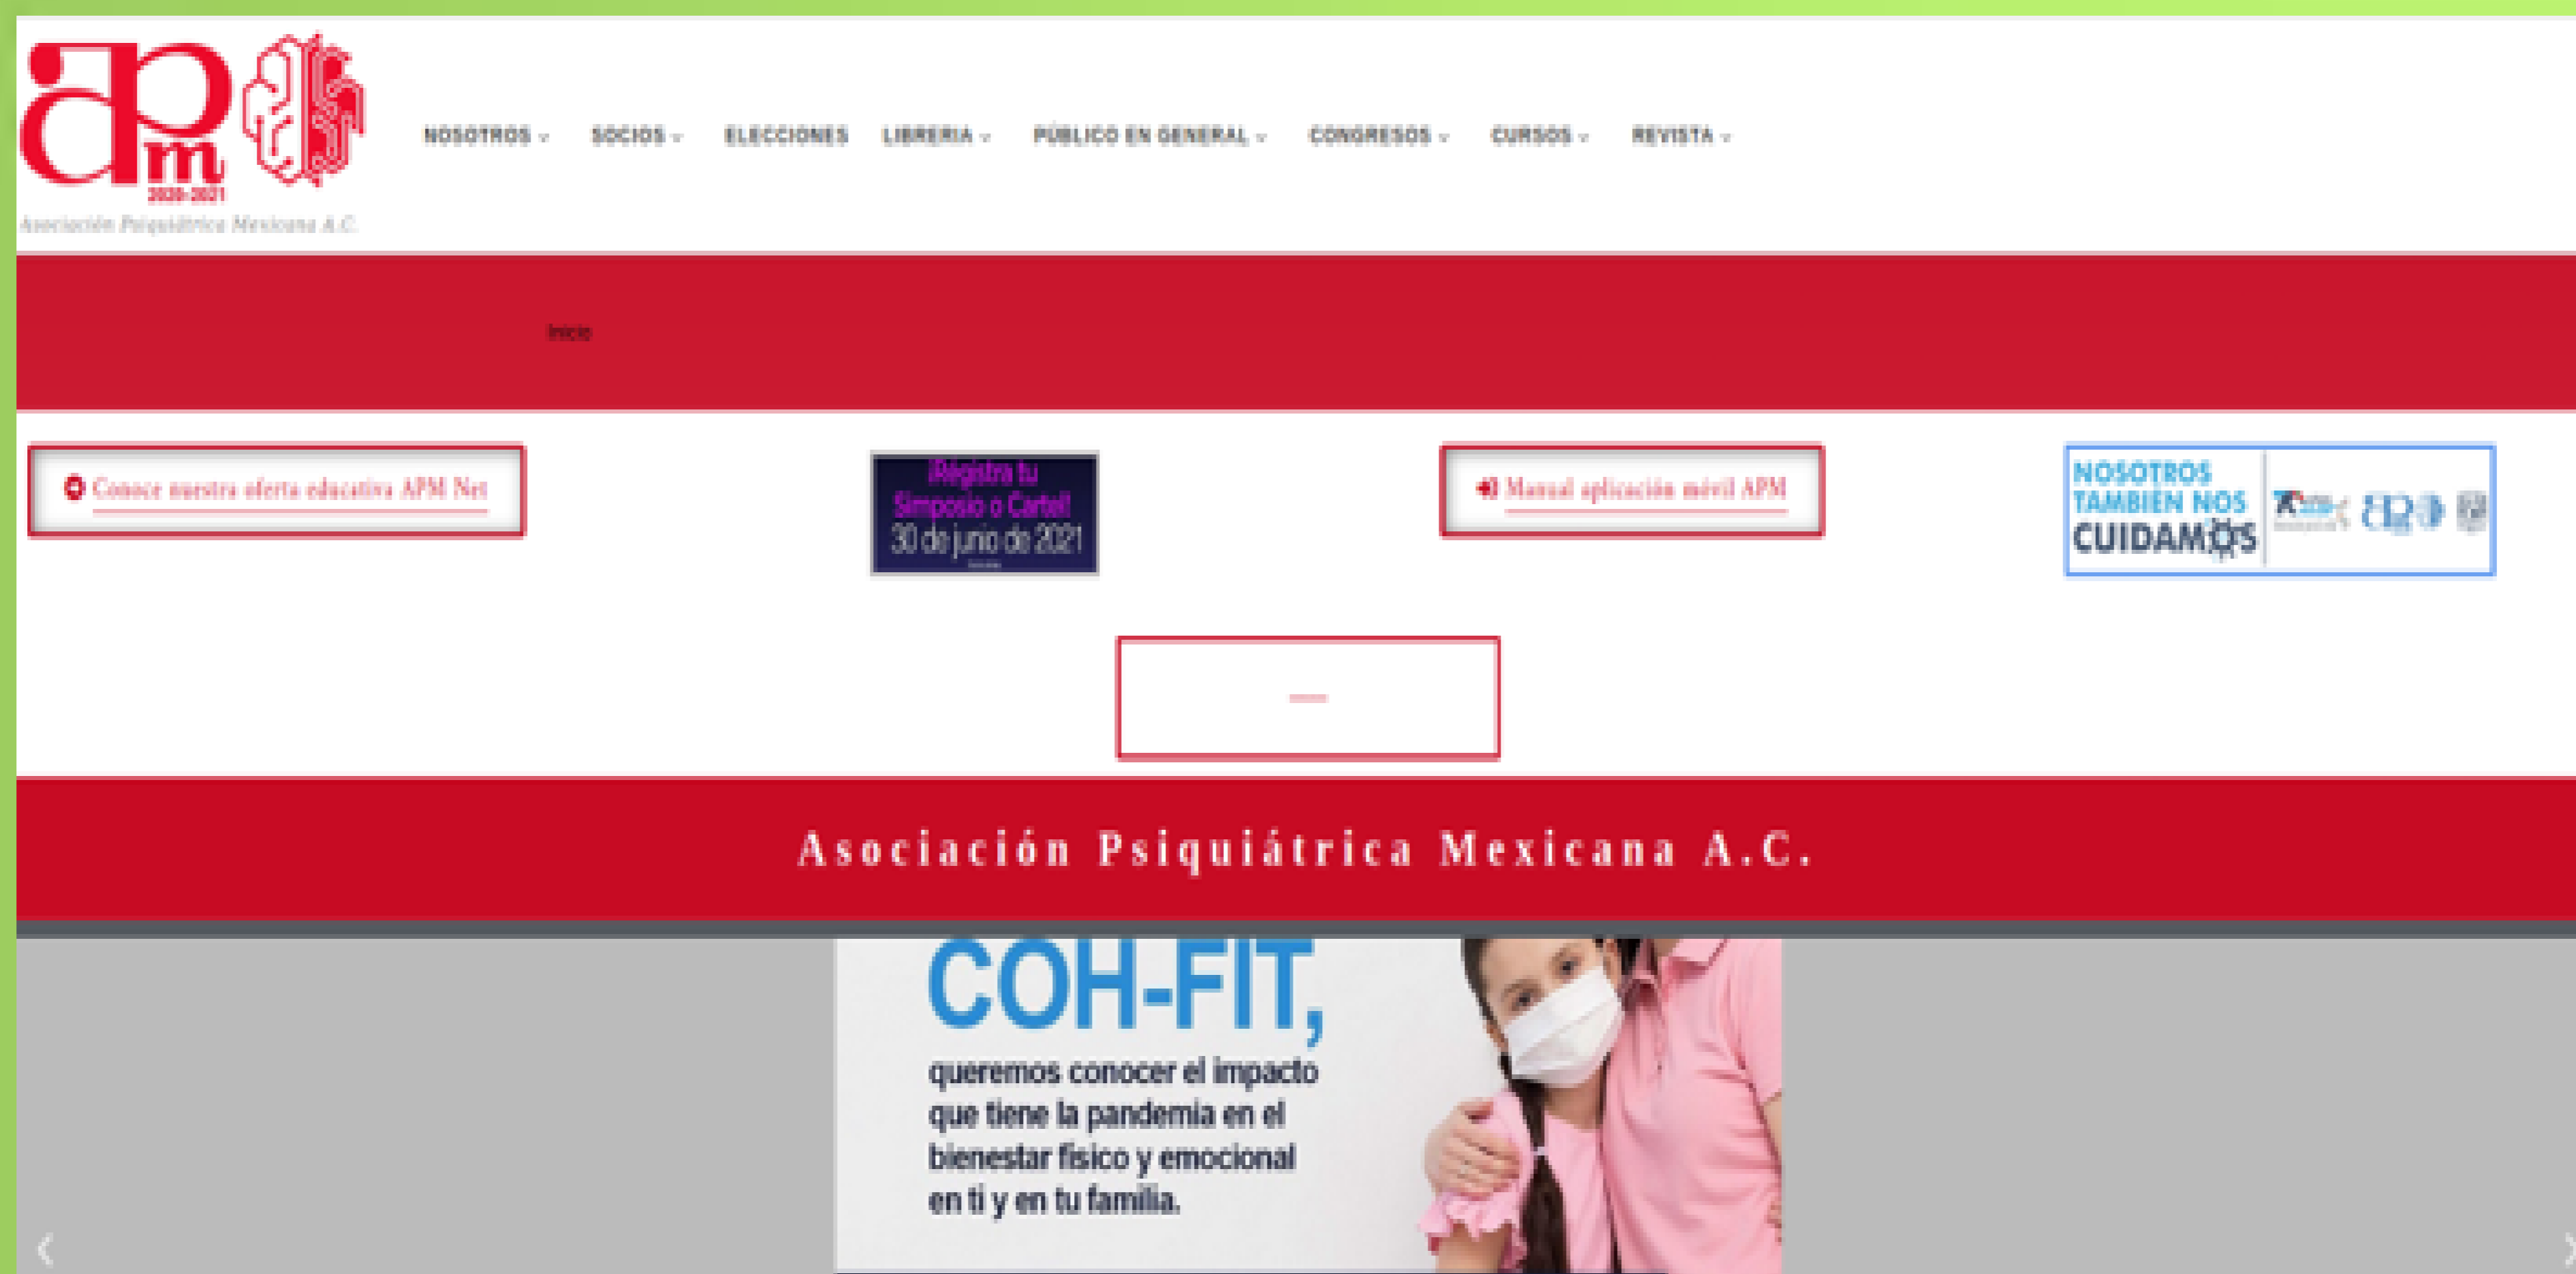 apm
2020-2021
Asociación Psiquiátrica Mexicana A.C.
NOSOTROS SOCIOS ELECCIONES LIBRERIA PÚBLICO EN GENERAL CONGRESOS CURSOS REVISTA
Inicio
Conoce nuestra oferta educativa APM Net
¡Registra tu
Simposio o Cartel!
30 de junio de 2021
Manual aplicación móvil APM
NOSOTROS
TAMBIÉN NOS
CUIDAMOS
Asociación Psiquiátrica Mexicana A.C.
COH-FIT,
queremos conocer el impacto
que tiene la pandemia en el
bienestar físico y emocional
en ti y en tu familia.